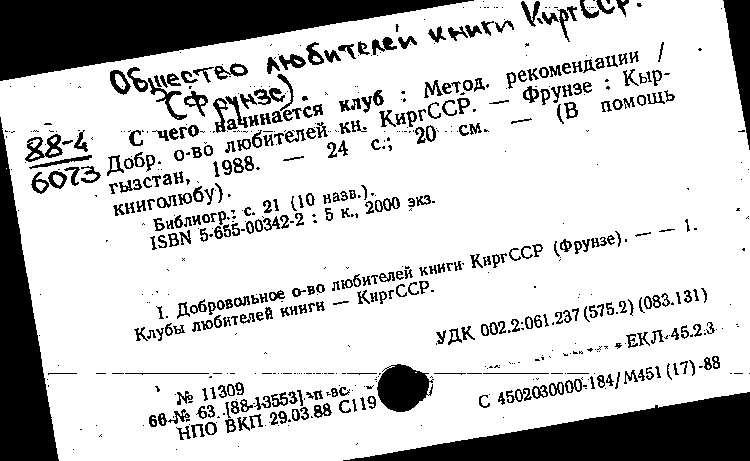 Общество любителей книги КиргССР.
(Фрунзе).
88-4
6073
С чего начинается клуб : Метод. рекомендации /
Добр. о-во любителей кн. КиргССР. — Фрунзе : Кыр-
гызстан, 1988. — 24 с.; 20 см. — (В помощь
книголюбу).
Библиогр.: с. 21 (10 назв.).
ISBN 5-655-00342-2 : 5 к., 2000 экз.
I. Добровольное о-во любителей книги КиргССР (Фрунзе). — — 1.
Клубы любителей книги — КиргССР.
УДК 002.2:061.237(575.2)(083.131)
ЕКЛ-45.2.3
№ 11309
66 № 63 [88-13553] п вс
НПО ВКП 29.03.88 С119
С 4502030000-184/М451(17)-88